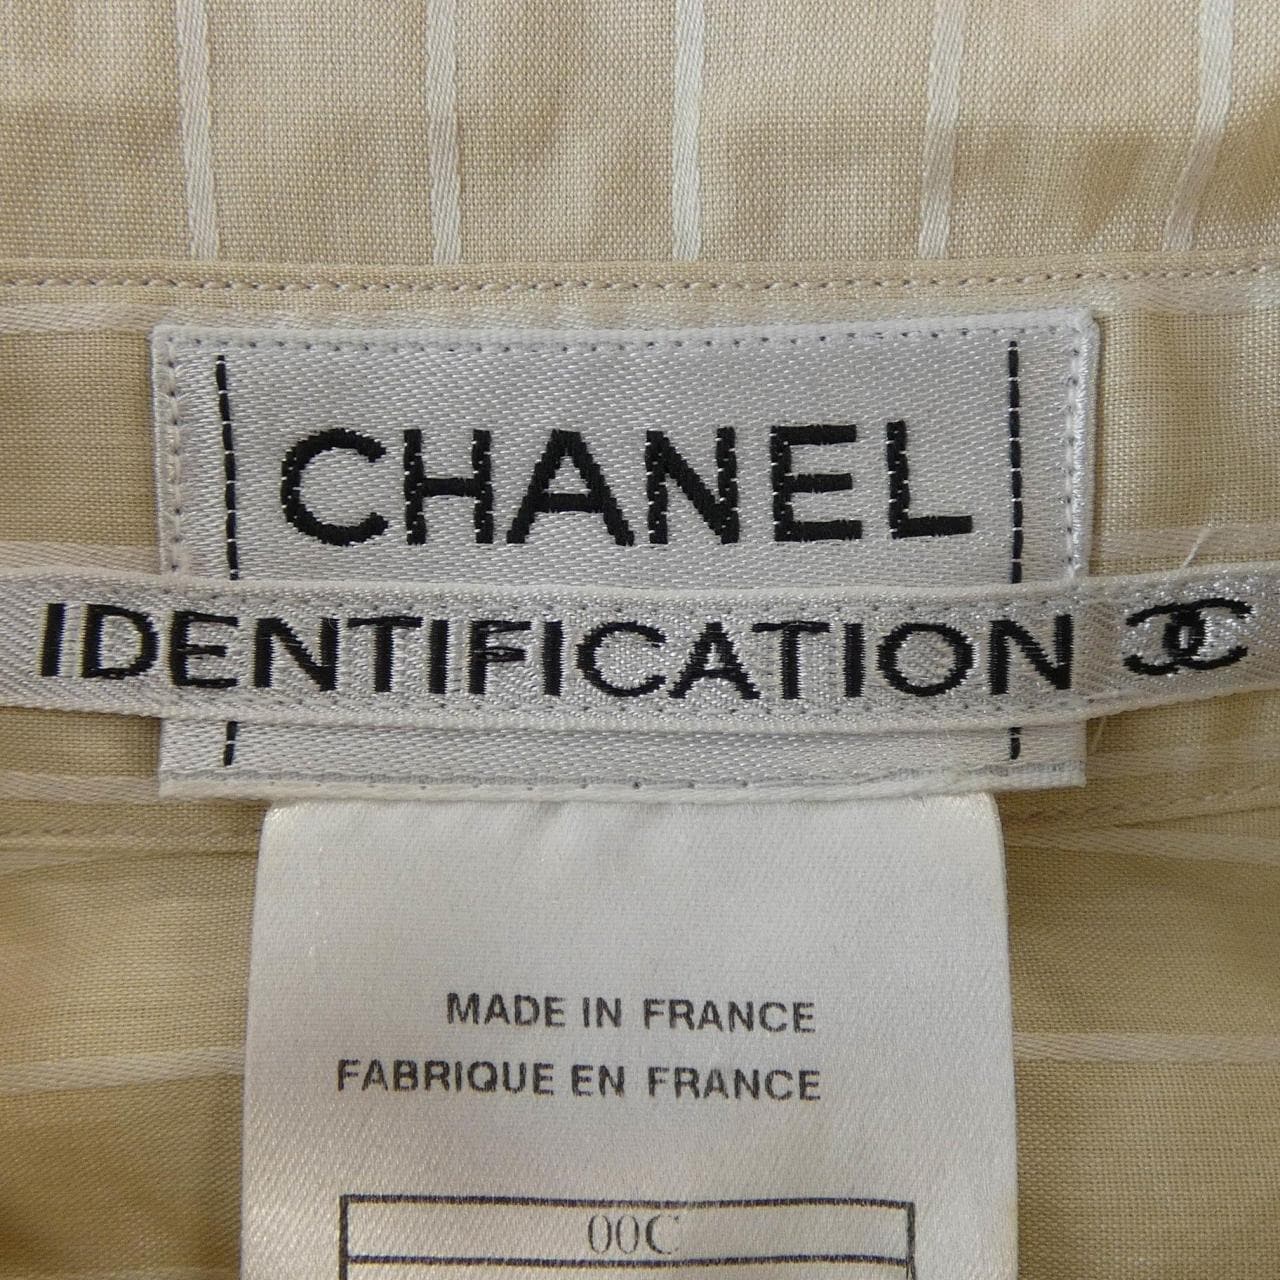 CHANEL
IDENTIFICATION
MADE IN FRANCE
FABRIQUE EN FRANCE
00C